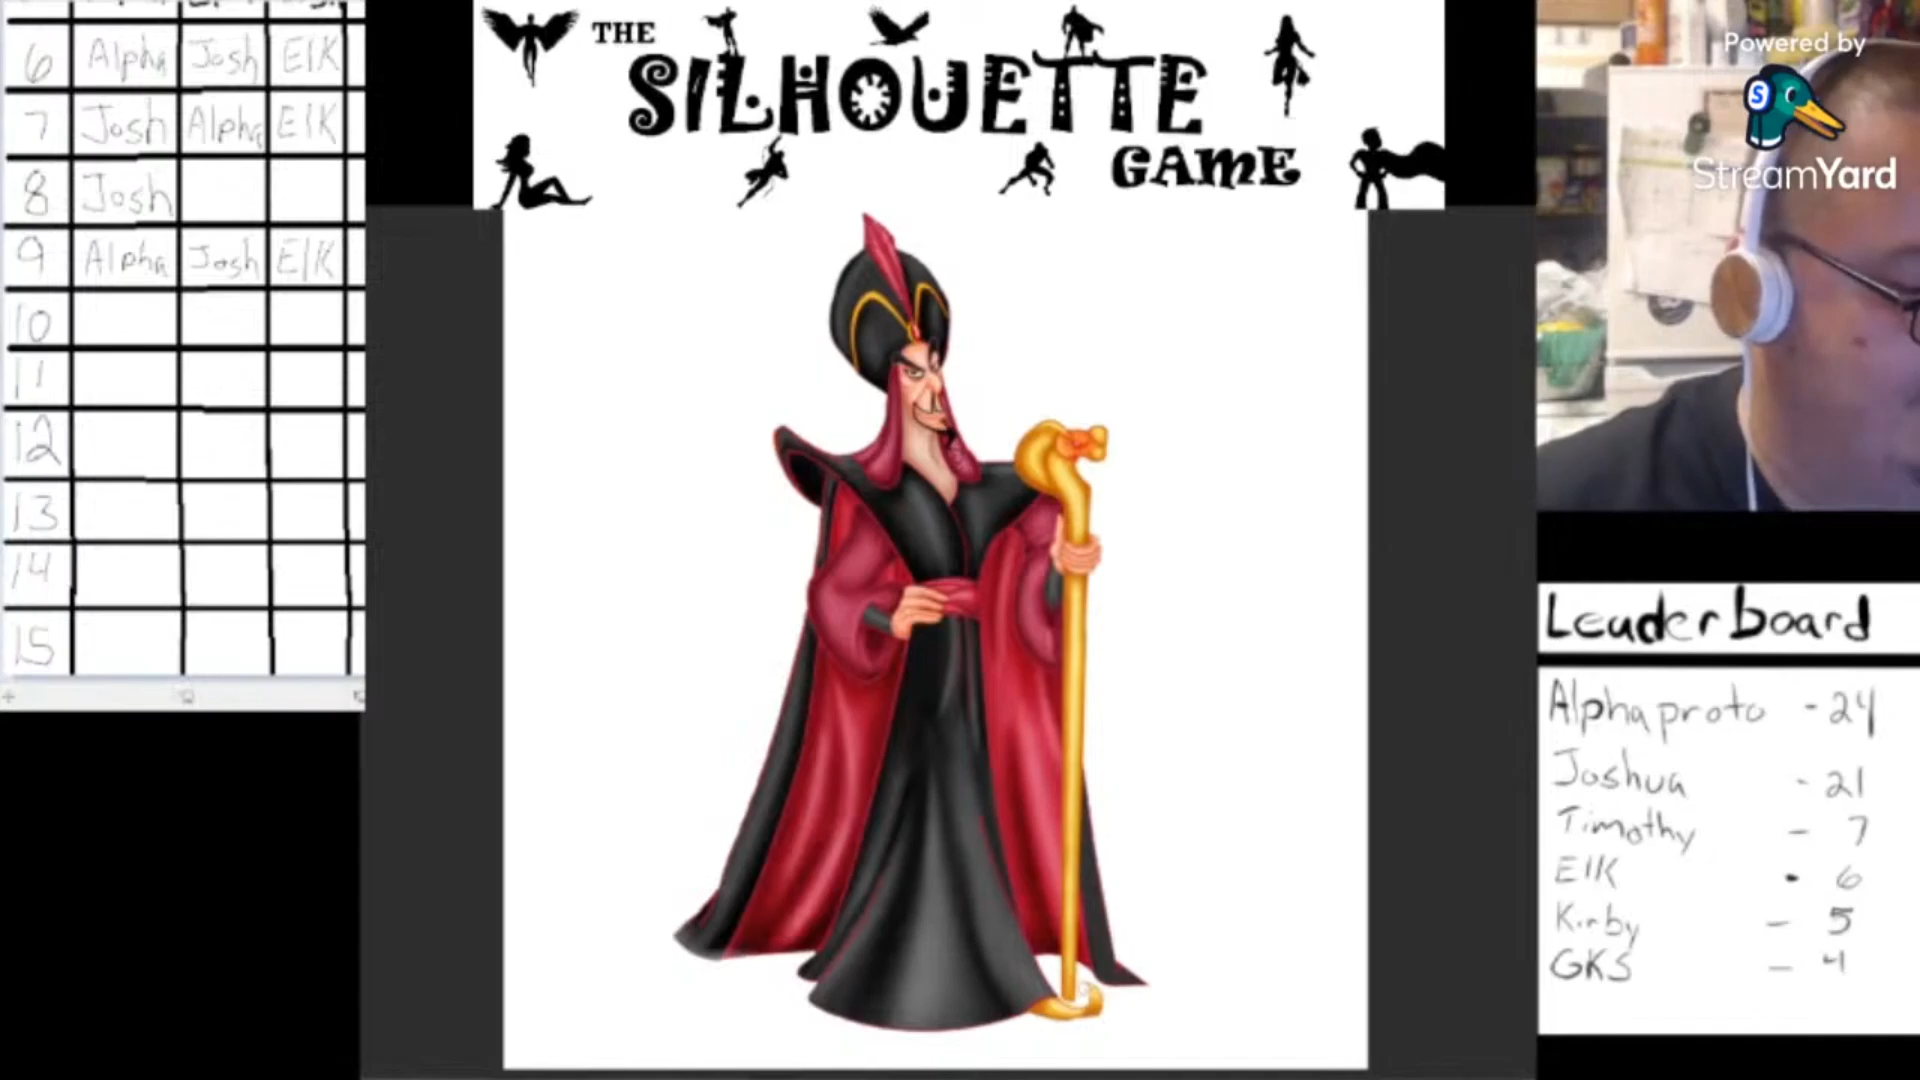 6 Alpha Josh Elk
7 Josh Alpha Elk
8 Josh
9 Alpha Josh Elk
10
11
12
13
14
15
THE
SILHOUETTE
GAME
Powered by
S
StreamYard
Leaderboard
Alphaproto - 24
Joshua - 21
Timothy - 7
Elk - 6
Kirby - 5
GKS - 4